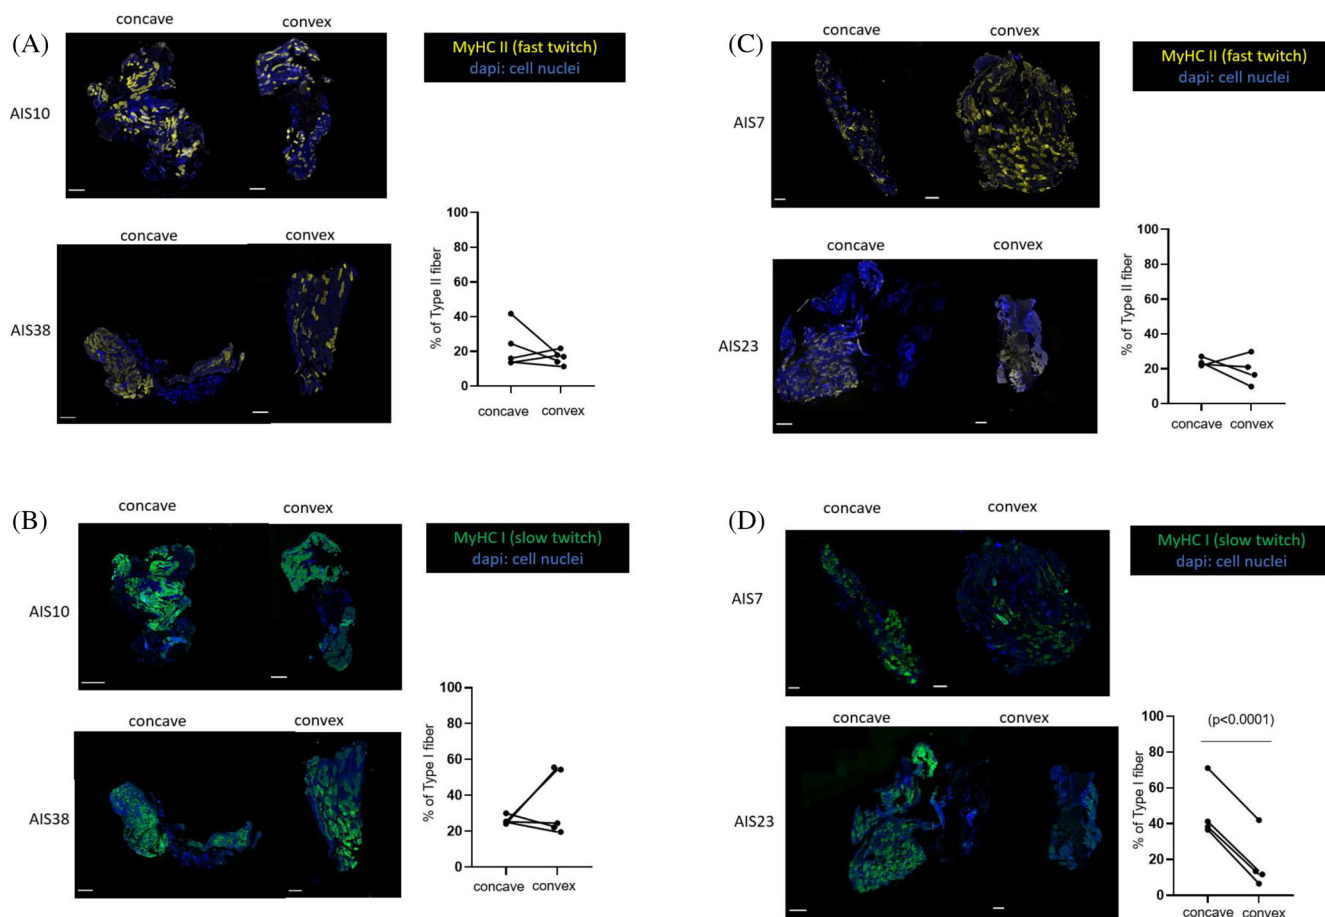 (A)
concave convex
MyHC II (fast twitch)
dapi: cell nuclei
AIS10
concave convex
AIS38
100
80
60
40
20
0
% of Type II fiber
concave convex
(B)
concave convex
MyHC I (slow twitch)
dapi: cell nuclei
AIS10
concave convex
AIS38
100
80
60
40
20
0
% of Type I fiber
concave convex
(C)
concave convex
MyHC II (fast twitch)
dapi: cell nuclei
AIS7
concave convex
AIS23
100
80
60
40
20
0
% of Type II fiber
concave convex
(D)
concave convex
MyHC I (slow twitch)
dapi: cell nuclei
AIS7
concave convex
AIS23
(p<0.0001)
100
80
60
40
20
0
% of Type I fiber
concave convex